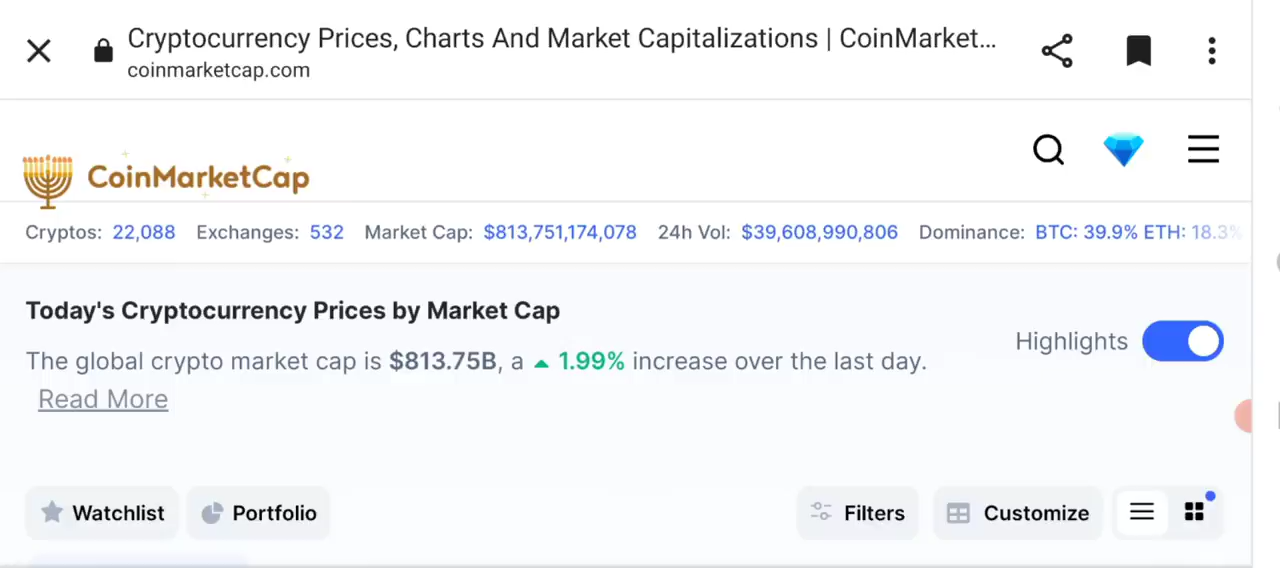 Cryptocurrency Prices, Charts And Market Capitalizations | CoinMarket...
coinmarketcap.com
CoinMarketCap
Cryptos: 22,088 Exchanges: 532 Market Cap: $813,751,174,078 24h Vol: $39,608,990,806 Dominance: BTC: 39.9% ETH: 18.3%
Today's Cryptocurrency Prices by Market Cap
The global crypto market cap is $813.75B, a 1.99% increase over the last day.
Highlights
Read More
Watchlist Portfolio Filters Customize